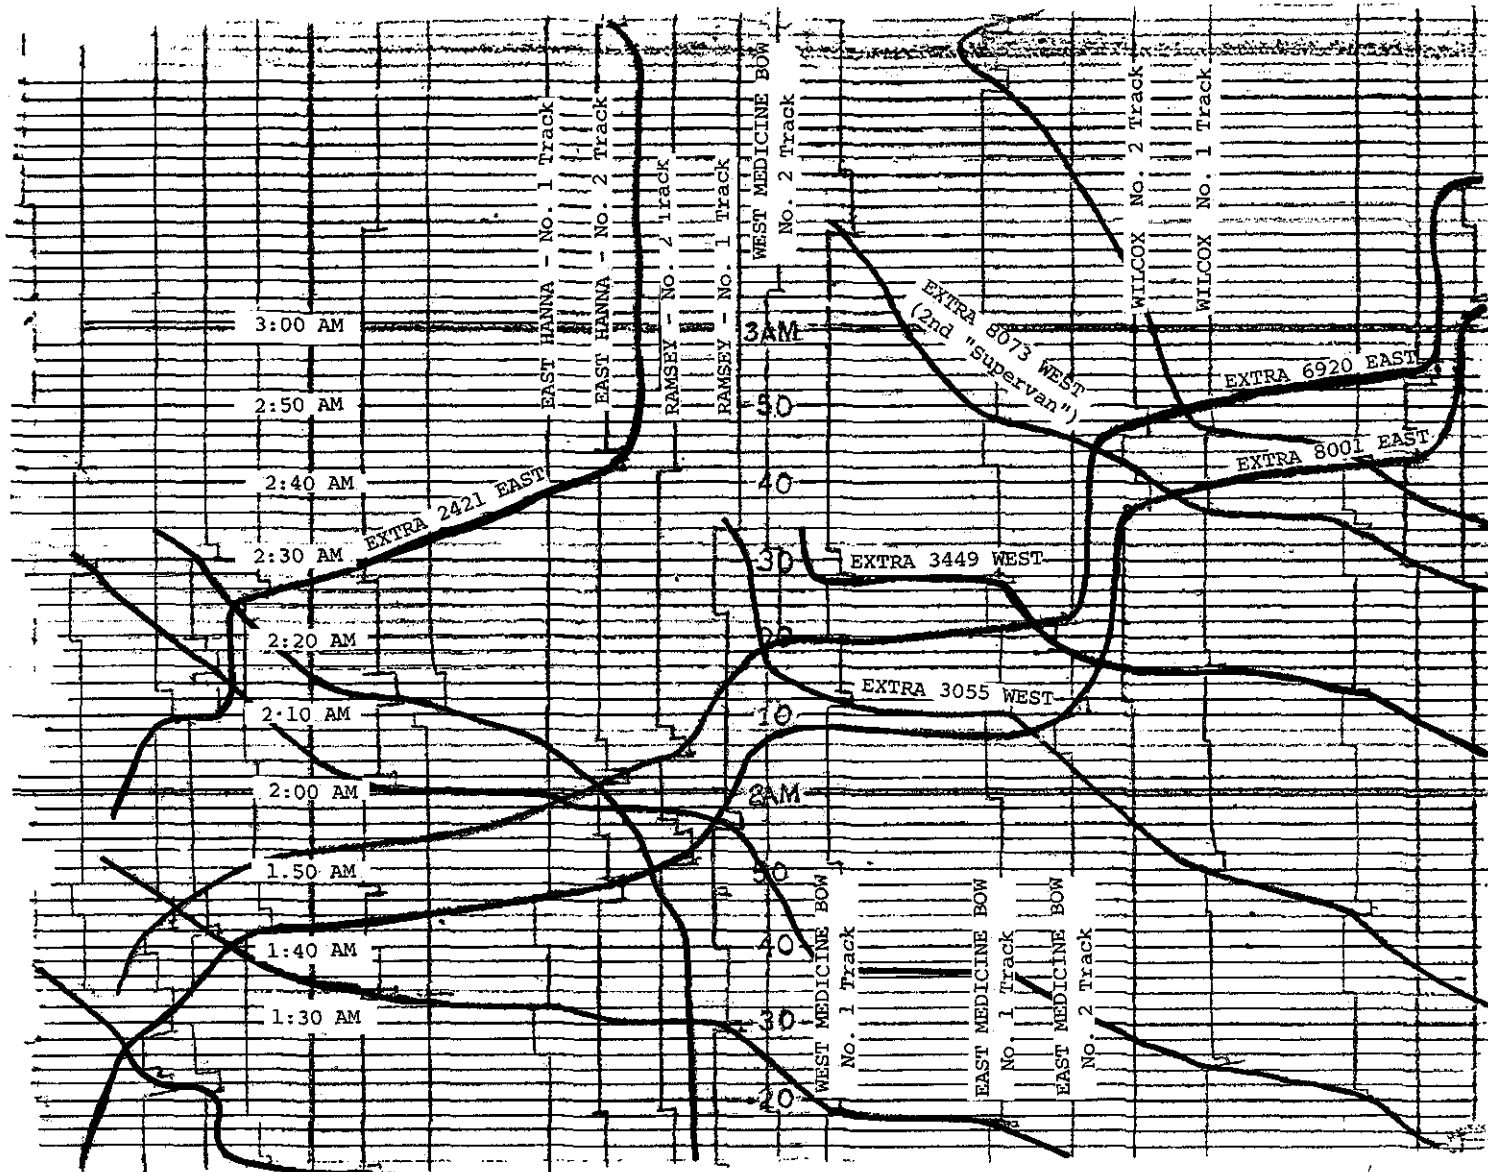 EAST HANNA - No. 1 Track
EAST HANNA - No. 2 Track
RAMSEY - No. 2 Track
RAMSEY - No. 1 Track
WEST MEDICINE BOW
No. 2 Track
WILCOX No. 2 Track
WILCOX No. 1 Track
EXTRA 8073 WEST
(2nd "supervan")
3:00 AM
3AM
EXTRA 6920 EAST
2:50 AM
50
EXTRA 8001 EAST
2:40 AM
40
EXTRA 2421 EAST
2:30 AM
30
EXTRA 3449 WEST
2:20 AM
20
EXTRA 3055 WEST
2:10 AM
10
2:00 AM
2AM
1.50 AM
50
1:40 AM
40
1:30 AM
30
20
WEST MEDICINE BOW
No. 1 Track
EAST MEDICINE BOW
No. 1 Track
EAST MEDICINE BOW
No. 2 Track